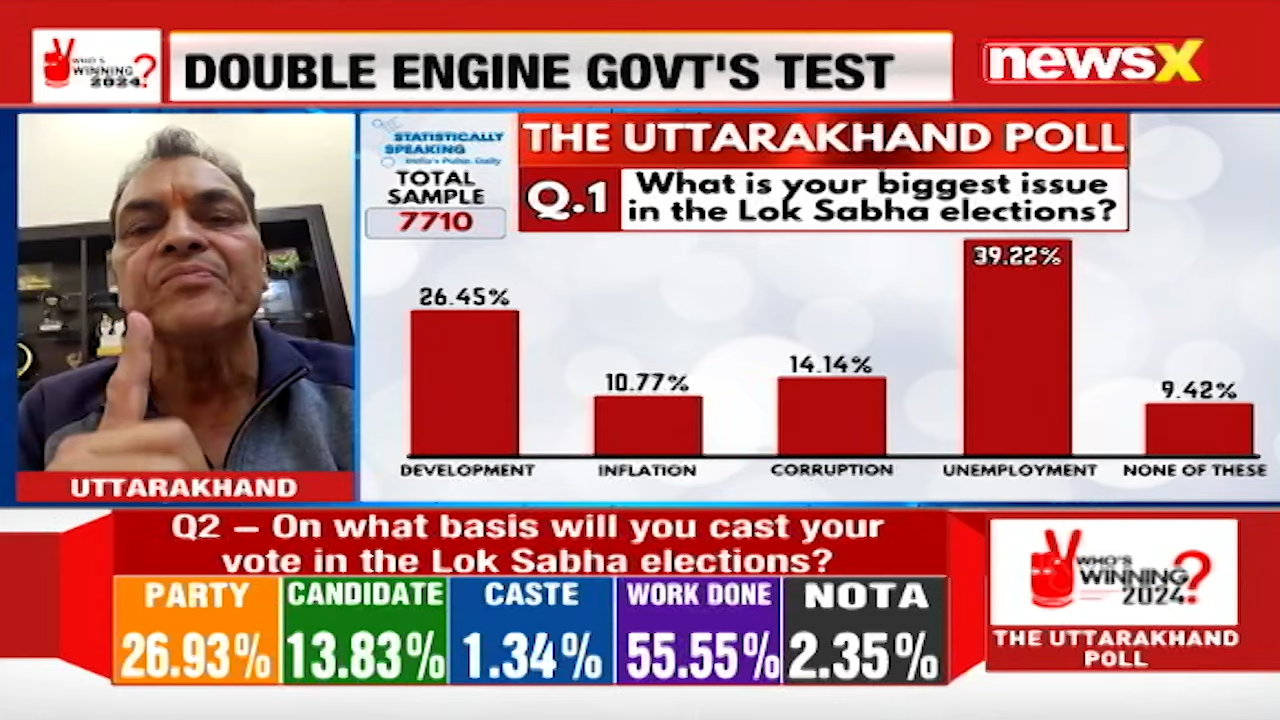 WHO'S
WINNING
2024?
DOUBLE ENGINE GOVT'S TEST
newsX
STATISTICALLY
SPEAKING
India's Pulse, Daily
TOTAL
SAMPLE
7710
THE UTTARAKHAND POLL
Q.1
What is your biggest issue
in the Lok Sabha elections?
26.45%
10.77%
14.14%
39.22%
9.42%
DEVELOPMENT
INFLATION
CORRUPTION
UNEMPLOYMENT
NONE OF THESE
UTTARAKHAND
Q2 – On what basis will you cast your
vote in the Lok Sabha elections?
PARTY
26.93%
CANDIDATE
13.83%
CASTE
1.34%
WORK DONE
55.55%
NOTA
2.35%
WHO'S
WINNING
2024?
THE UTTARAKHAND
POLL